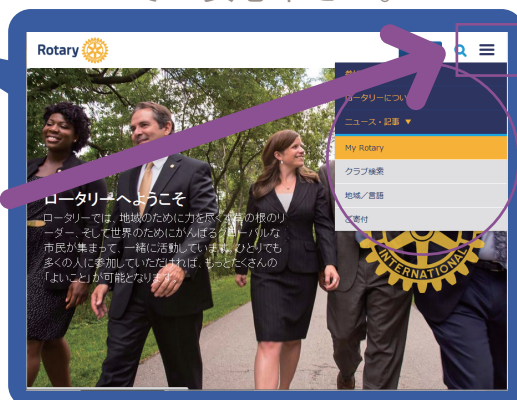 Rotary
ロータリーについ
ニュース・記事 ▼
My Rotary
クラブ検索
地域／言語
ご寄付
ロータリーへようこそ
ロータリーでは、地域のために力を尽くす草の根のリ
ーダー、そして世界のためにがんばるグローバルな
市民が集まって、一緒に活動しています。ひとりでも
多くの人に参加していただければ、もっとたくさんの
「よいこと」が可能となります
INTERNATIONAL